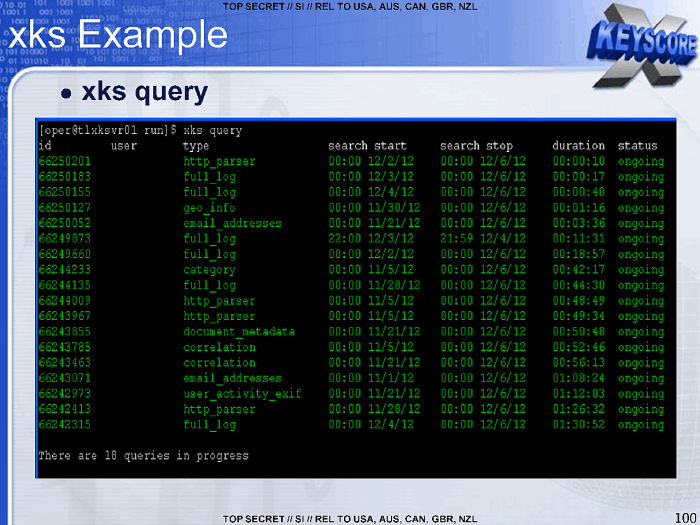 TOP SECRET // SI // REL TO USA, AUS, CAN, GBR, NZL
xks Example
KEYSCORE
• xks query
[oper@tlxksvr01 run]$ xks query
id user type search start search stop duration status
66250201 http_parser 00:00 12/2/12 00:00 12/6/12 00:00:10 ongoing
66250183 full_log 00:00 12/3/12 00:00 12/6/12 00:00:17 ongoing
66250155 full_log 00:00 12/4/12 00:00 12/6/12 00:00:40 ongoing
66250127 geo_info 00:00 11/30/12 00:00 12/6/12 00:01:16 ongoing
66250052 email_addresses 00:00 11/21/12 00:00 12/6/12 00:03:36 ongoing
66249873 full_log 22:00 12/3/12 21:59 12/4/12 00:11:31 ongoing
66249660 full_log 00:00 12/2/12 00:00 12/6/12 00:18:57 ongoing
66244233 category 00:00 11/5/12 00:00 12/6/12 00:42:17 ongoing
66244135 full_log 00:00 11/28/12 00:00 12/6/12 00:44:30 ongoing
66244009 http_parser 00:00 11/5/12 00:00 12/6/12 00:48:49 ongoing
66243967 http_parser 00:00 11/5/12 00:00 12/6/12 00:49:34 ongoing
66243855 document_metadata 00:00 11/21/12 00:00 12/6/12 00:50:48 ongoing
66243785 correlation 00:00 11/5/12 00:00 12/6/12 00:52:46 ongoing
66243463 correlation 00:00 11/21/12 00:00 12/6/12 00:56:13 ongoing
66243071 email_addresses 00:00 11/1/12 00:00 12/6/12 01:08:24 ongoing
66242973 user_activity_exif 00:00 11/21/12 00:00 12/6/12 01:12:03 ongoing
66242413 http_parser 00:00 11/28/12 00:00 12/6/12 01:26:32 ongoing
66242315 full_log 00:00 12/4/12 00:00 12/6/12 01:30:52 ongoing
There are 18 queries in progress
TOP SECRET // SI // REL TO USA, AUS, CAN, GBR, NZL
100